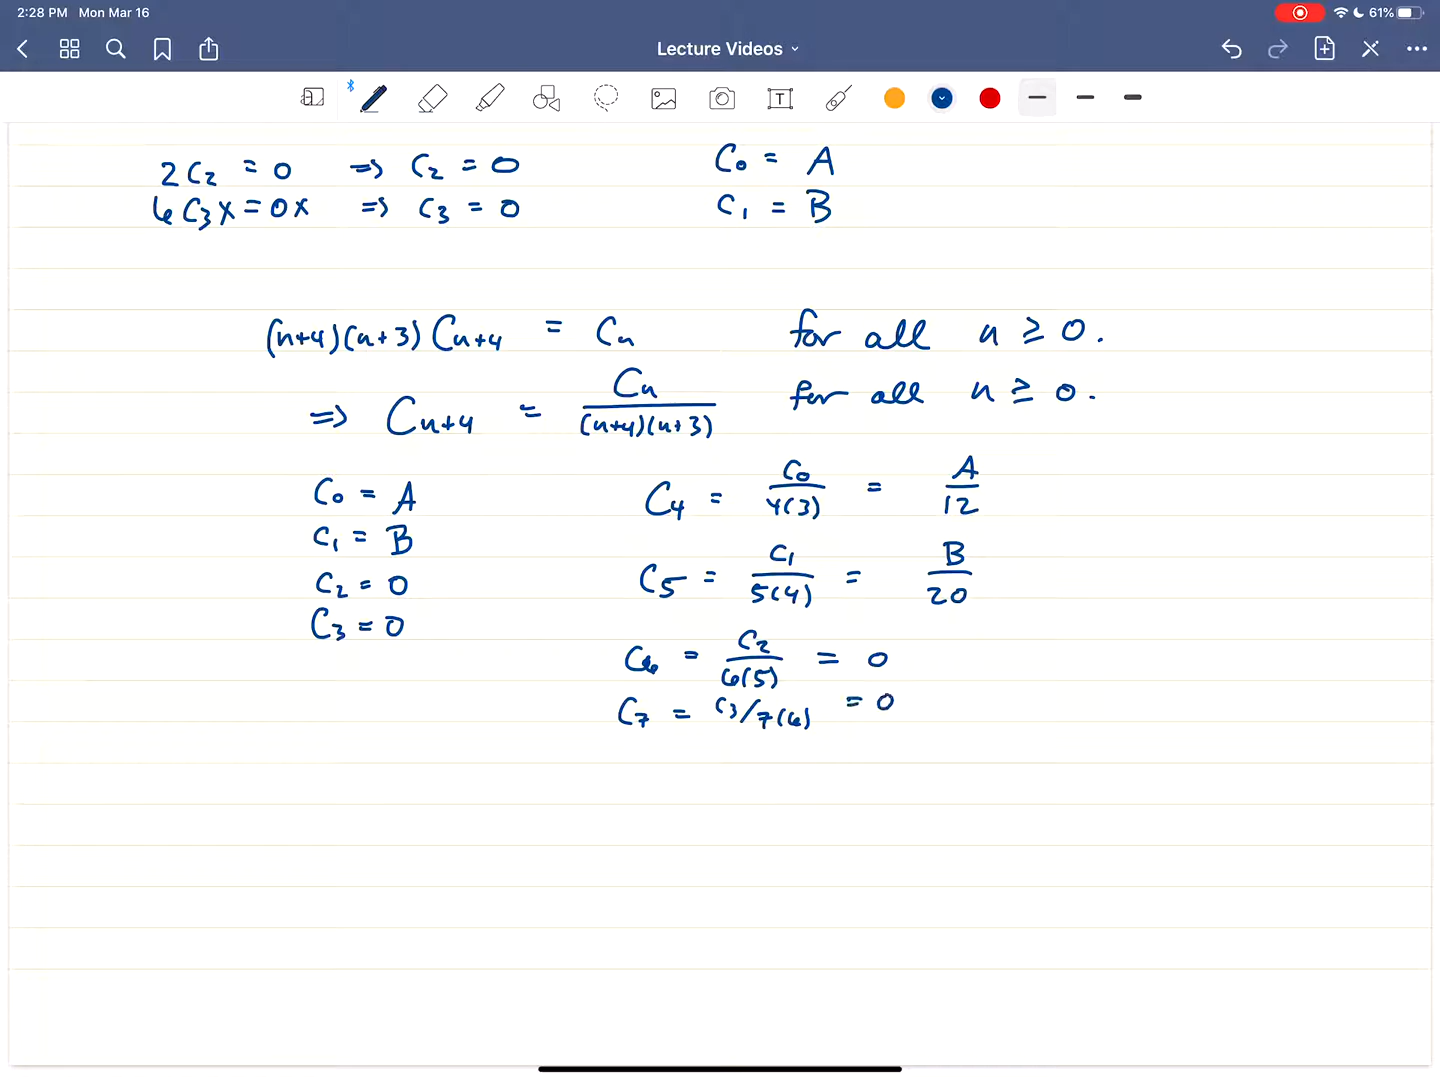 2:28 PM Mon Mar 16 61%
Lecture Videos
2C₂ = 0 ⇒ C₂ = 0 C₀ = A
6C₃x = 0x ⇒ C₃ = 0 C₁ = B
(n+4)(n+3) Cₙ₊₄ = Cₙ for all n ≥ 0.
⇒ Cₙ₊₄ = Cₙ / (n+4)(n+3) for all n ≥ 0.
C₀ = A
C₁ = B
C₂ = 0
C₃ = 0
C₄ = C₀ / 4(3) = A / 12
C₅ = C₁ / 5(4) = B / 20
C₆ = C₂ / 6(5) = 0
C₇ = C₃/7(6) = 0